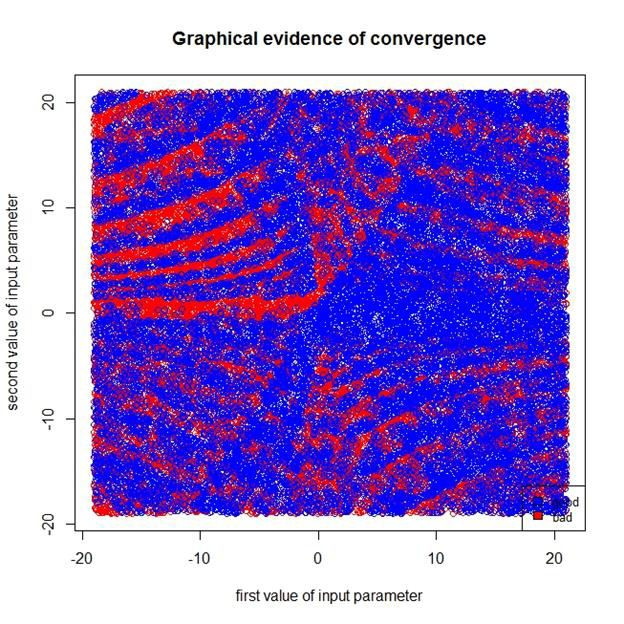 Graphical evidence of convergence
second value of input parameter
20
10
0
-10
-20
bad
-20
-10
0
10
20
first value of input parameter